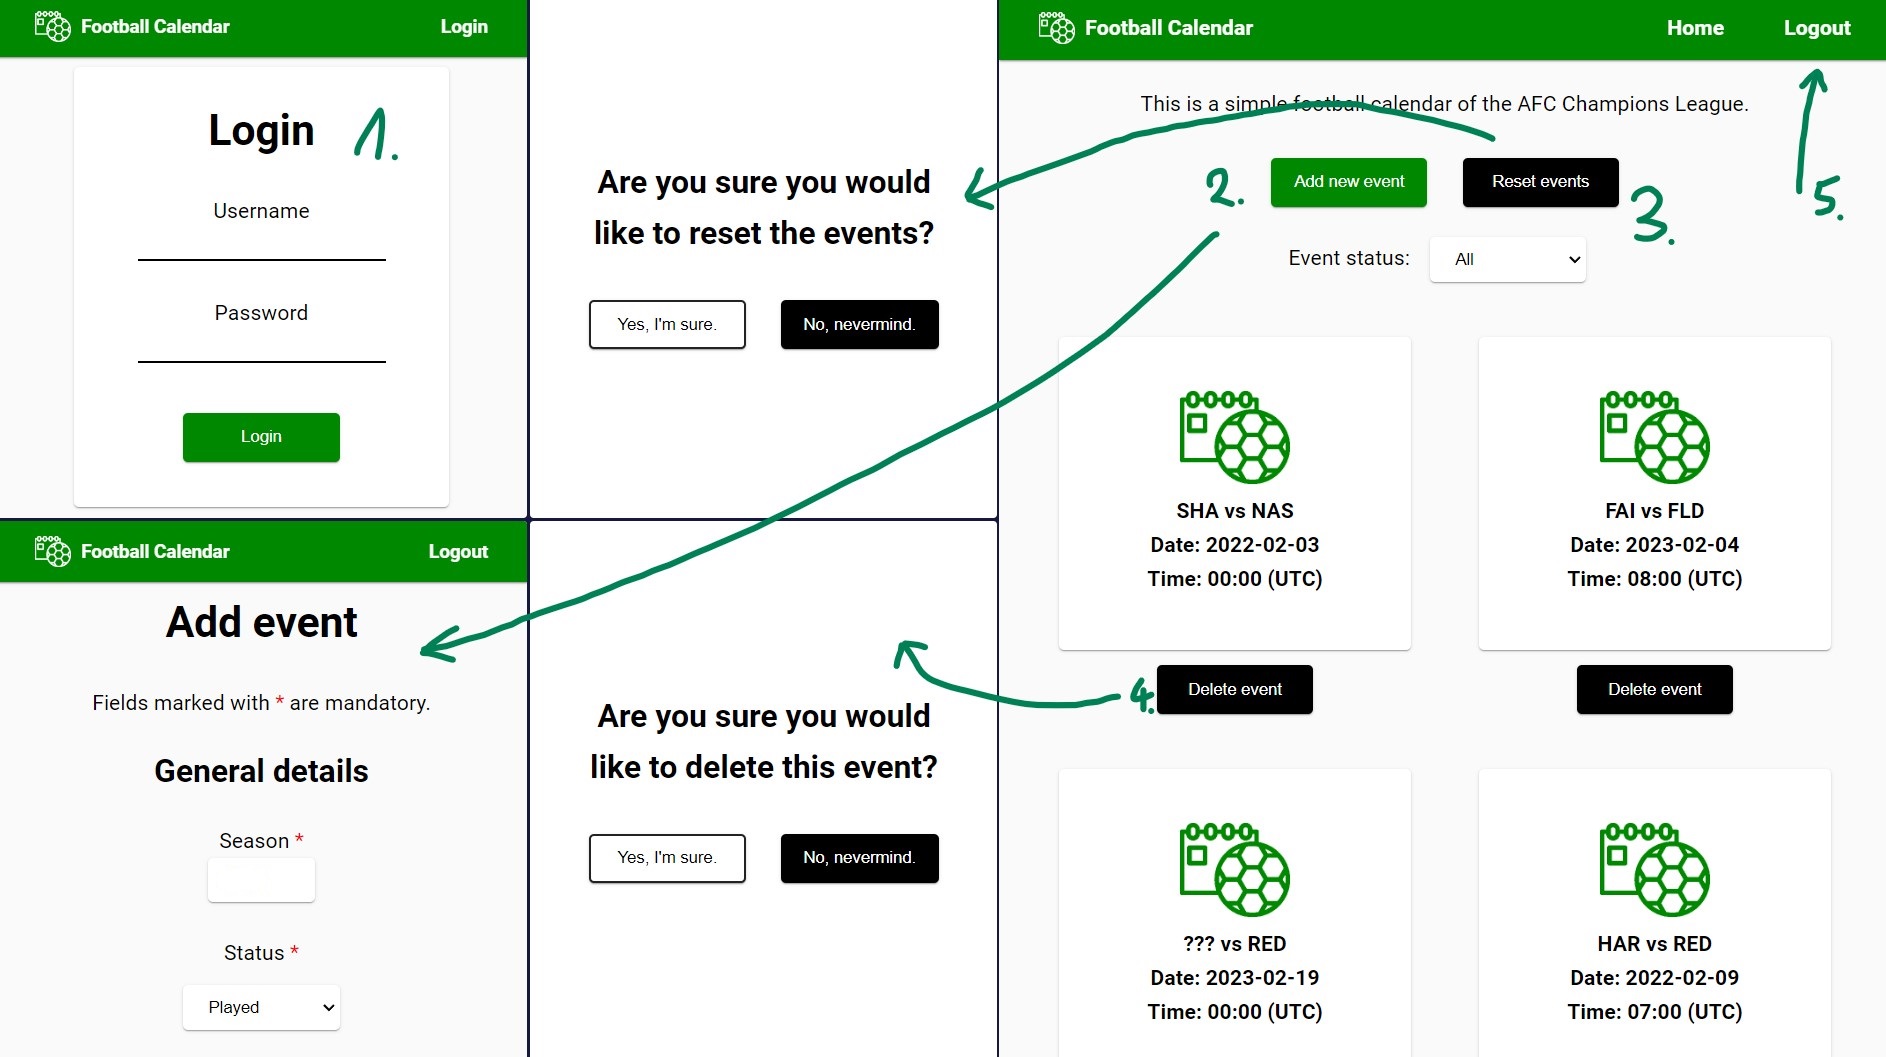 Football Calendar
Login
Login
1.
Username
Password
Login
Are you sure you would
like to reset the events?
Yes, I'm sure.
No, nevermind.
Football Calendar
Home
Logout
This is a simple football calendar of the AFC Champions League.
2.
Add new event
Reset events
3.
5.
Event status:
All
SHA vs NAS
Date: 2022-02-03
Time: 00:00 (UTC)
FAI vs FLD
Date: 2023-02-04
Time: 08:00 (UTC)
4.
Delete event
Delete event
??? vs RED
Date: 2023-02-19
Time: 00:00 (UTC)
HAR vs RED
Date: 2022-02-09
Time: 07:00 (UTC)
Football Calendar
Logout
Add event
Fields marked with * are mandatory.
General details
Season *
Status *
Played
Are you sure you would
like to delete this event?
Yes, I'm sure.
No, nevermind.